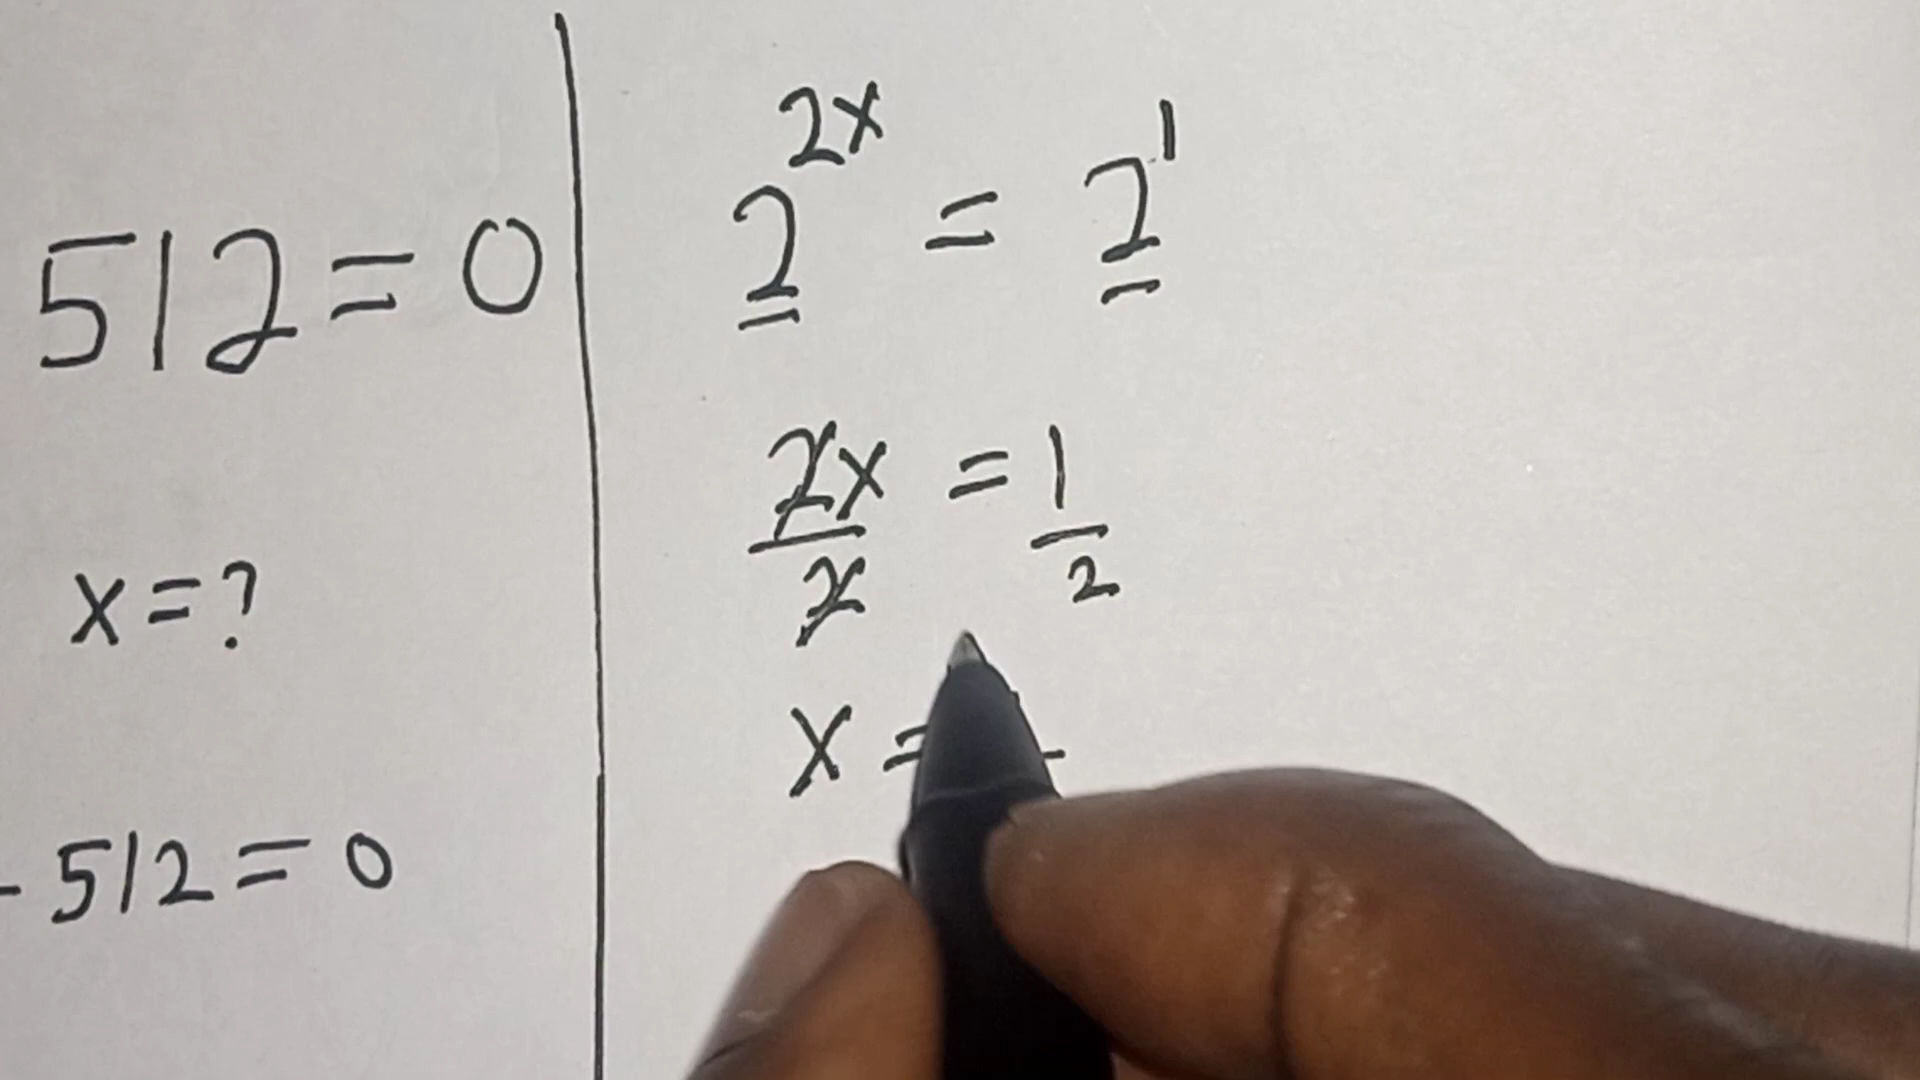 512 = 0
x = ?
- 512 = 0
2^{2x} = 2^1
2x/2 = 1/2
x =